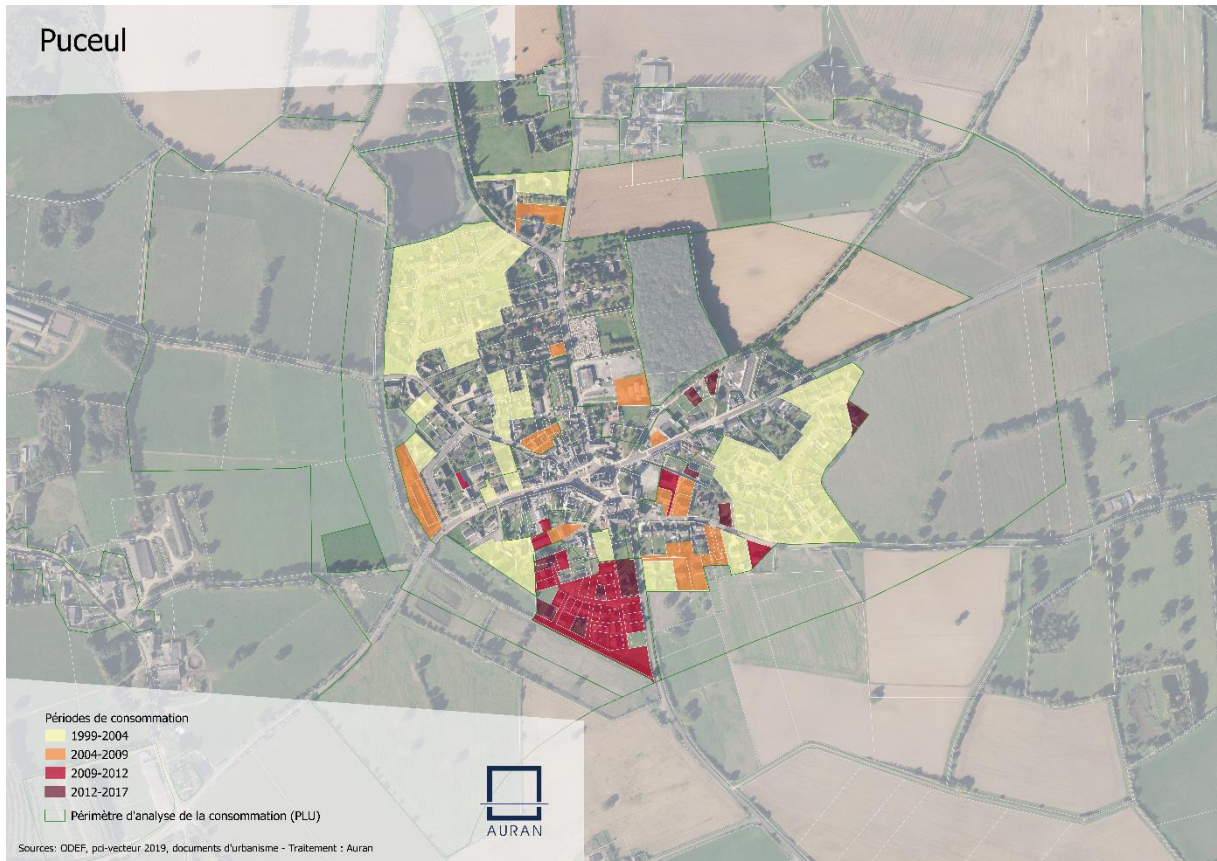 Puceul
Périodes de consommation
1999-2004
2004-2009
2009-2012
2012-2017
Périmètre d'analyse de la consommation (PLU)
AURAN
Sources: ODEF, pci-vecteur 2019, documents d'urbanisme - Traitement : Auran